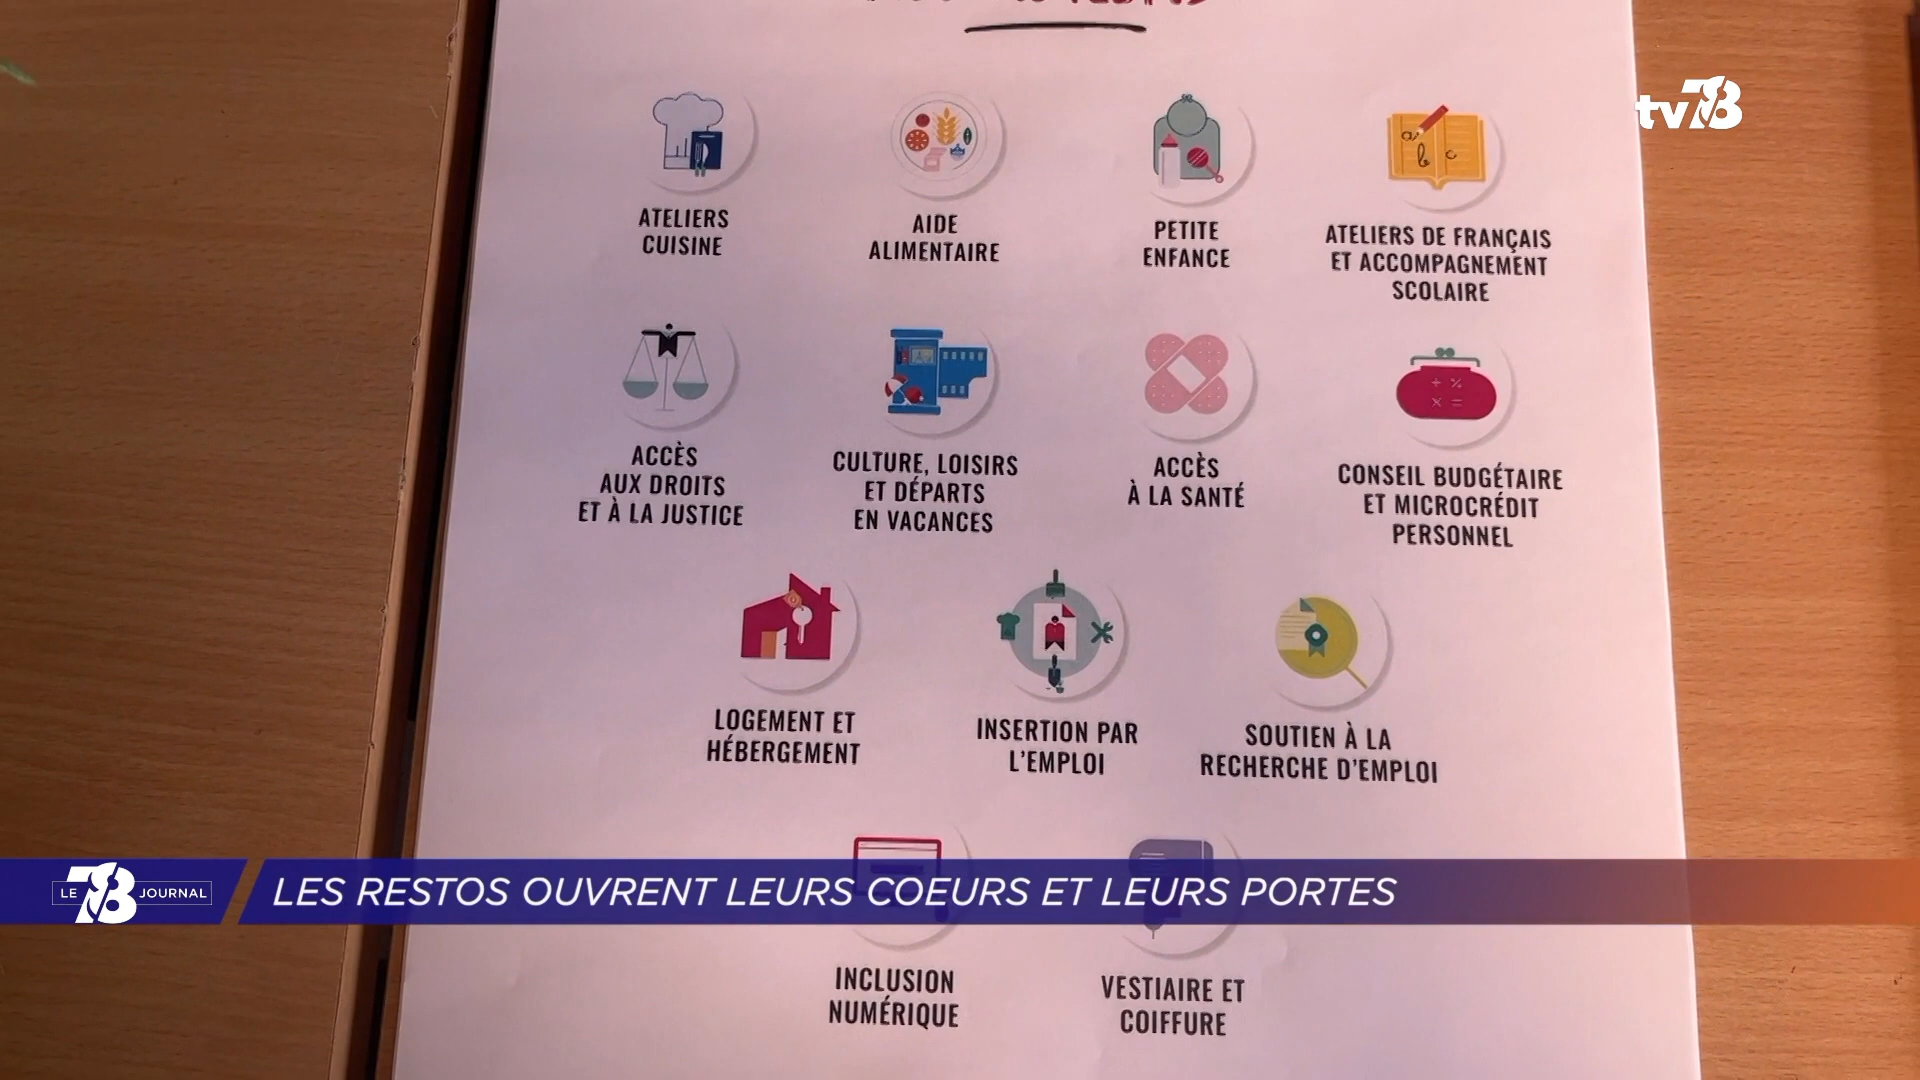 tv78
ATELIERS
CUISINE
AIDE
ALIMENTAIRE
PETITE
ENFANCE
a b c
ATELIERS DE FRANÇAIS
ET ACCOMPAGNEMENT
SCOLAIRE
ACCÈS
AUX DROITS
ET À LA JUSTICE
CULTURE, LOISIRS
ET DÉPARTS
EN VACANCES
ACCÈS
À LA SANTÉ
+ %
× =
CONSEIL BUDGÉTAIRE
ET MICROCRÉDIT
PERSONNEL
LOGEMENT ET
HÉBERGEMENT
INSERTION PAR
L'EMPLOI
SOUTIEN À LA
RECHERCHE D'EMPLOI
LE 78 JOURNAL
LES RESTOS OUVRENT LEURS COEURS ET LEURS PORTES
INCLUSION
NUMÉRIQUE
VESTIAIRE ET
COIFFURE